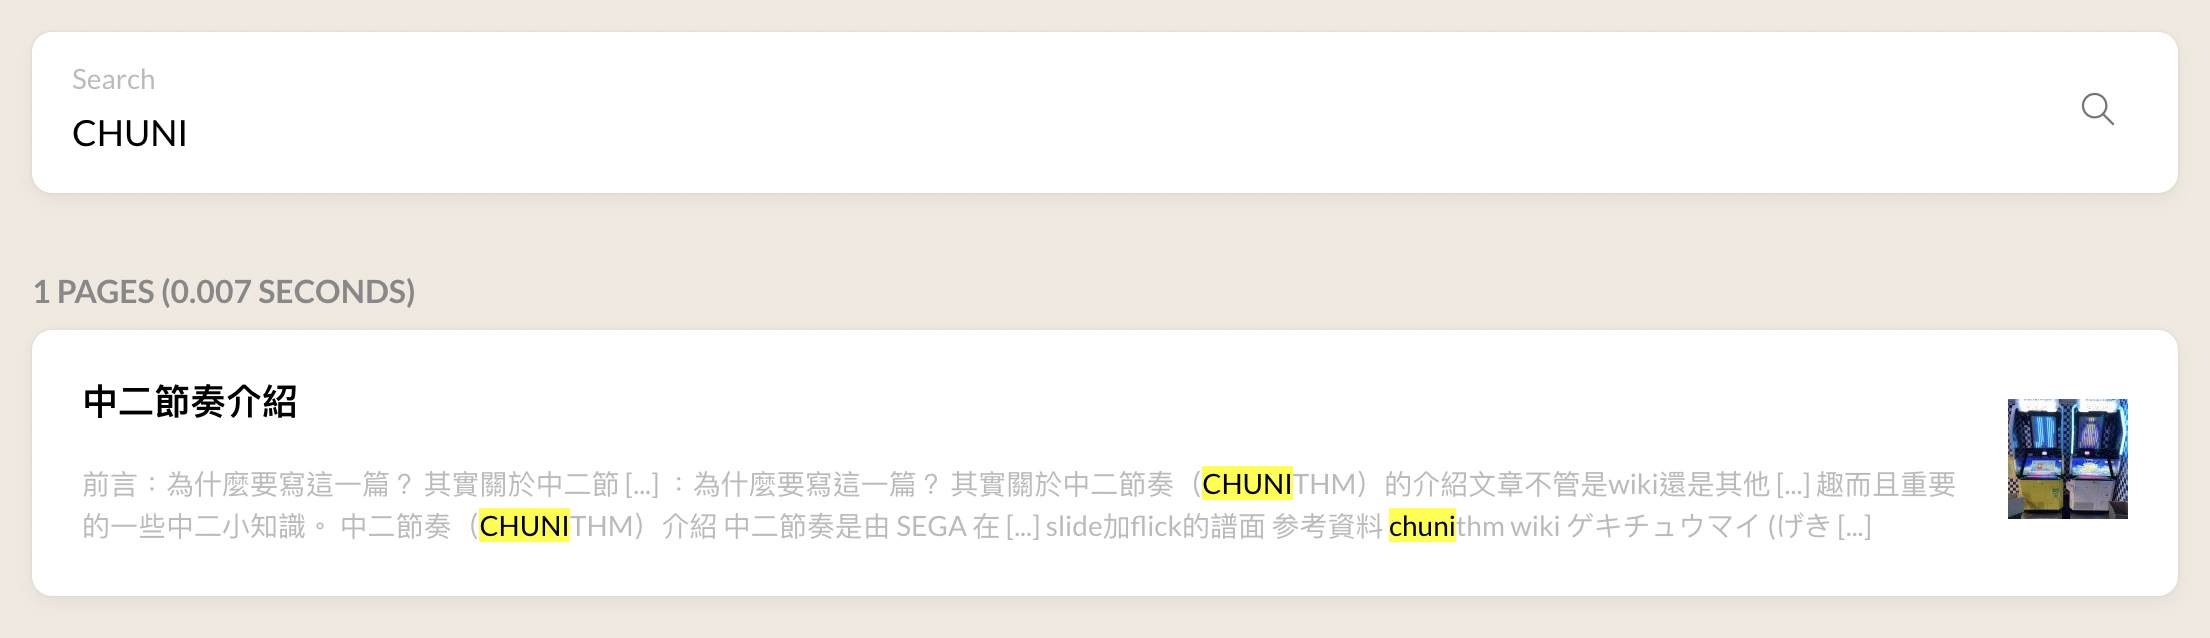 Search
CHUNI
1 PAGES (0.007 SECONDS)
中二節奏介紹
前言：為什麼要寫這一篇？ 其實關於中二節 [...] ：為什麼要寫這一篇？ 其實關於中二節奏（CHUNITHM）的介紹文章不管是wiki還是其他 [...] 趣而且重要
的一些中二小知識。 中二節奏（CHUNITHM）介紹 中二節奏是由 SEGA 在 [...] slide加flick的譜面 參考資料 chunithm wiki ゲキチュウマイ (げき [...]